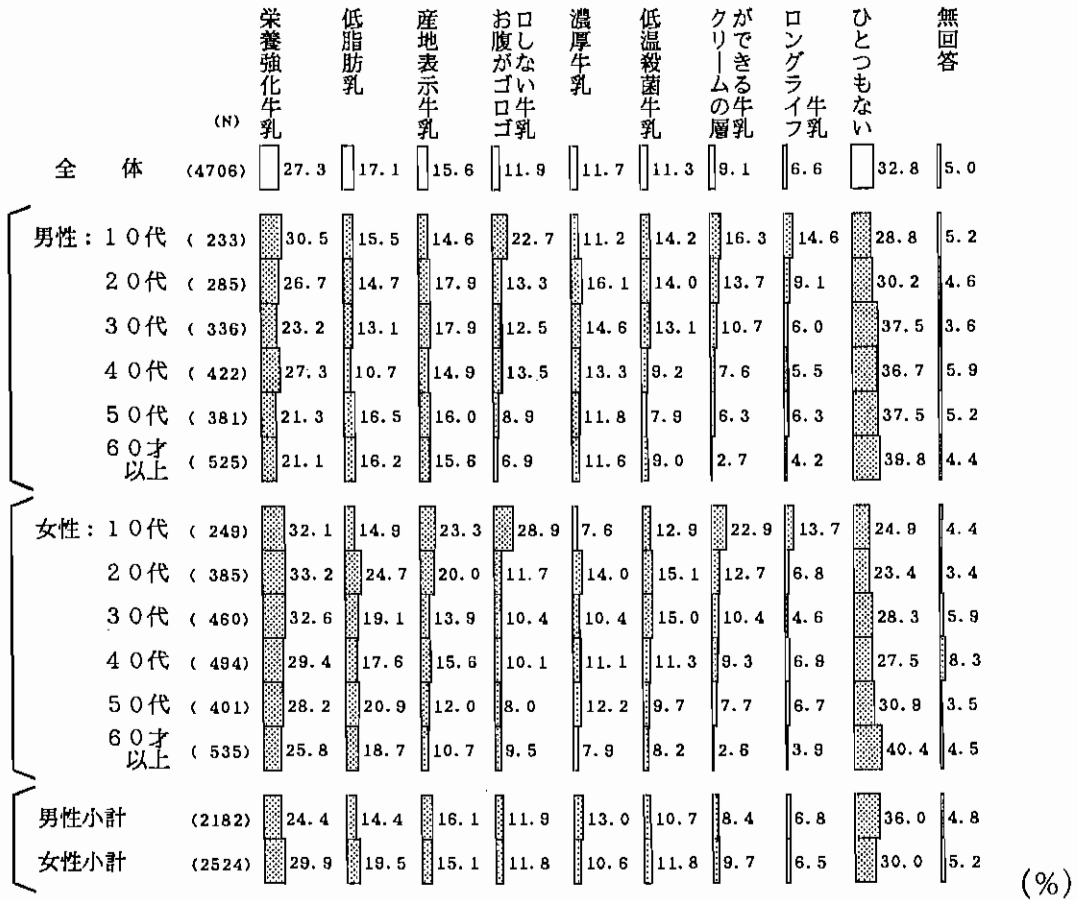 (N)
栄養強化牛乳
低脂肪乳
産地表示牛乳
お腹がゴロゴ
ロしない牛乳
濃厚牛乳
低温殺菌牛乳
クリームの層
ができる牛乳
ロングライフ
牛乳
ひとつもない
無回答
全体 (4706) 27.3 17.1 15.6 11.9 11.7 11.3 9.1 6.6 32.8 5.0
男性：10代 ( 233) 30.5 15.5 14.6 22.7 11.2 14.2 16.3 14.6 28.8 5.2
20代 ( 285) 26.7 14.7 17.9 13.3 16.1 14.0 13.7 9.1 30.2 4.6
30代 ( 336) 23.2 13.1 17.9 12.5 14.6 13.1 10.7 6.0 37.5 3.6
40代 ( 422) 27.3 10.7 14.9 13.5 13.3 9.2 7.6 5.5 36.7 5.9
50代 ( 381) 21.3 16.5 16.0 8.9 11.8 7.9 6.3 6.3 37.5 5.2
60才
以上 ( 525) 21.1 16.2 15.6 6.9 11.6 9.0 2.7 4.2 39.8 4.4
女性：10代 ( 249) 32.1 14.9 23.3 28.9 7.6 12.9 22.9 13.7 24.9 4.4
20代 ( 385) 33.2 24.7 20.0 11.7 14.0 15.1 12.7 6.8 23.4 3.4
30代 ( 460) 32.6 19.1 13.9 10.4 10.4 15.0 10.4 4.6 28.3 5.9
40代 ( 494) 29.4 17.6 15.6 10.1 11.1 11.3 9.3 6.9 27.5 8.3
50代 ( 401) 28.2 20.9 12.0 8.0 12.2 9.7 7.7 6.7 30.9 3.5
60才
以上 ( 535) 25.8 18.7 10.7 9.5 7.9 8.2 2.6 3.9 40.4 4.5
男性小計 (2182) 24.4 14.4 16.1 11.9 13.0 10.7 8.4 6.8 36.0 4.8
女性小計 (2524) 29.9 19.5 15.1 11.8 10.6 11.8 9.7 6.5 30.0 5.2
(%)